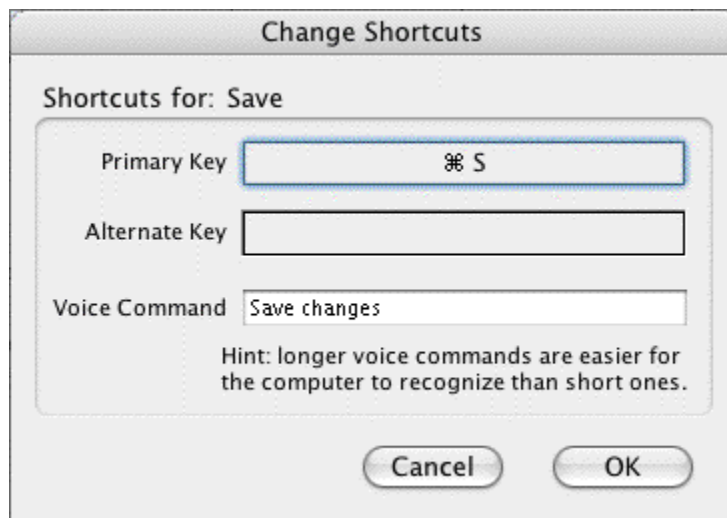 Change Shortcuts
Shortcuts for: Save
Primary Key ⌘ S
Alternate Key
Voice Command Save changes
Hint: longer voice commands are easier for
the computer to recognize than short ones.
Cancel OK